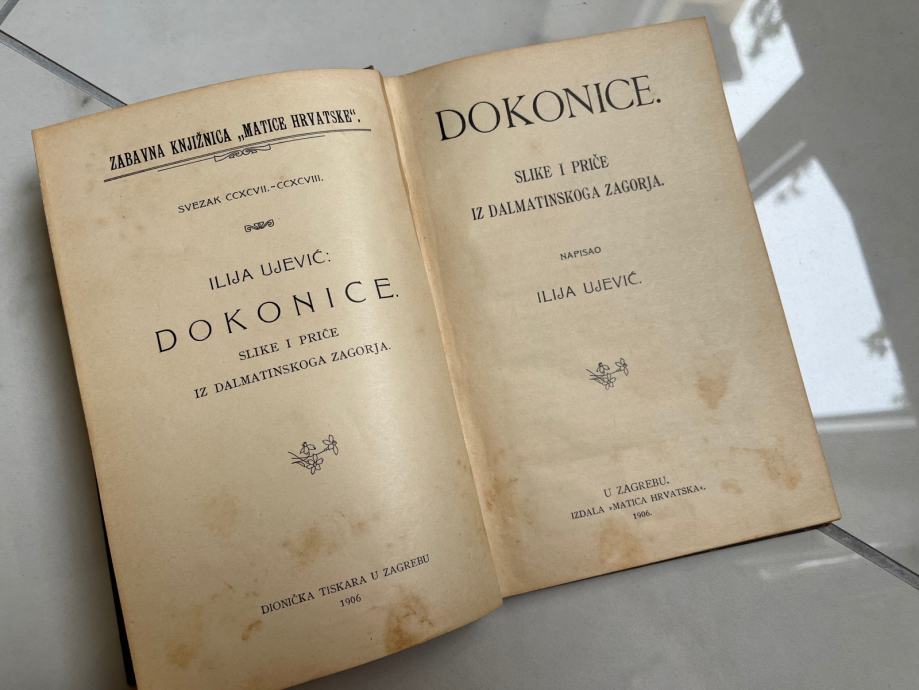 ZABAVNA KNJIŽNICA „MATICE HRVATSKE“.
SVEZAK CCXCVII.–CCXCVIII.
ILIJA UJEVIĆ:
DOKONICE.
SLIKE I PRIČE
IZ DALMATINSKOGA ZAGORJA.
DIONIČKA TISKARA U ZAGREBU
1906
DOKONICE.
SLIKE I PRIČE
IZ DALMATINSKOGA ZAGORJA.
NAPISAO
ILIJA UJEVIĆ.
U ZAGREBU.
IZDALA »MATICA HRVATSKA«.
1906.